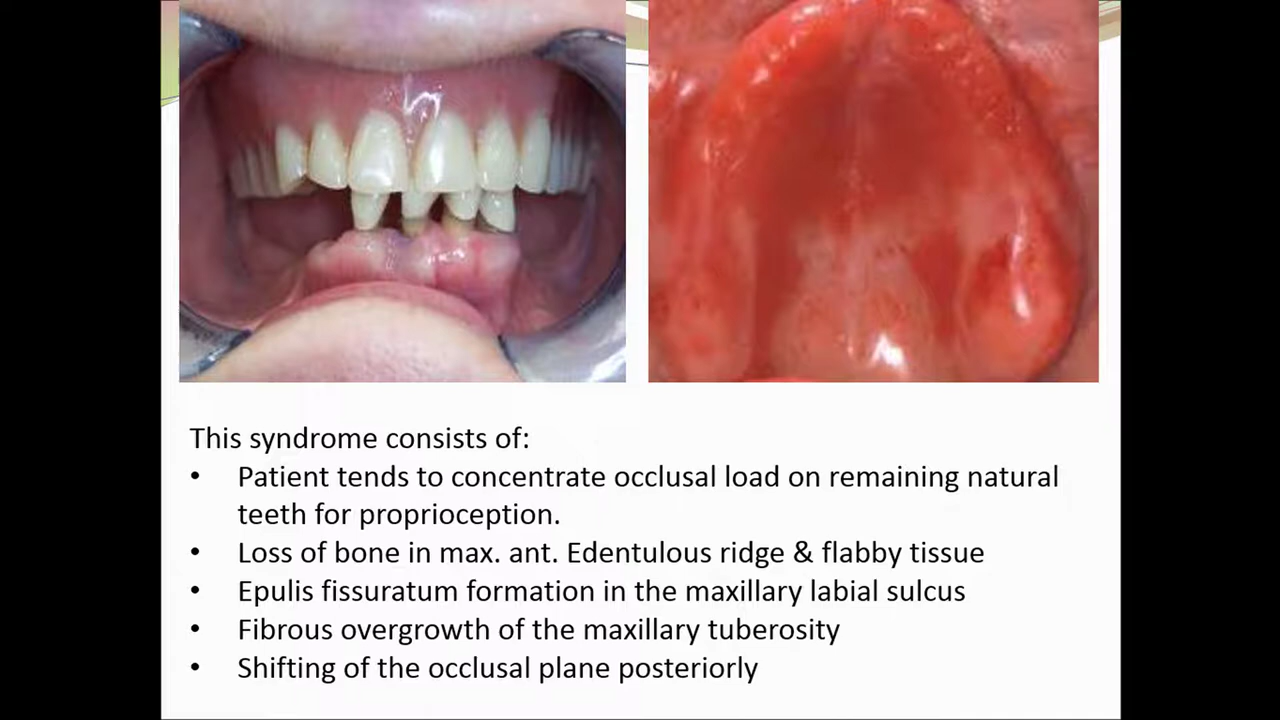 This syndrome consists of:
• Patient tends to concentrate occlusal load on remaining natural
teeth for proprioception.
• Loss of bone in max. ant. Edentulous ridge & flabby tissue
• Epulis fissuratum formation in the maxillary labial sulcus
• Fibrous overgrowth of the maxillary tuberosity
• Shifting of the occlusal plane posteriorly